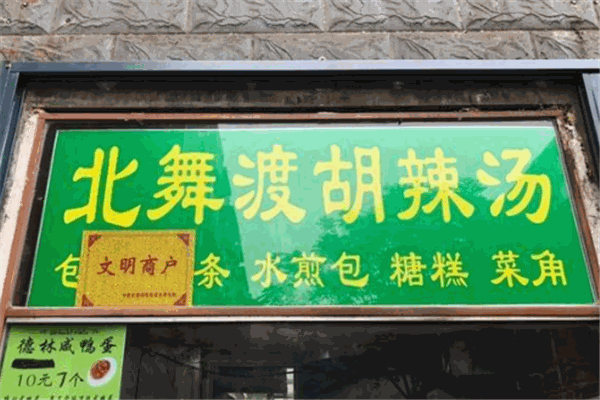 北舞渡胡辣汤
包
条 水煎包 糖糕 菜角
文明商户
德林咸鸭蛋
10元7个